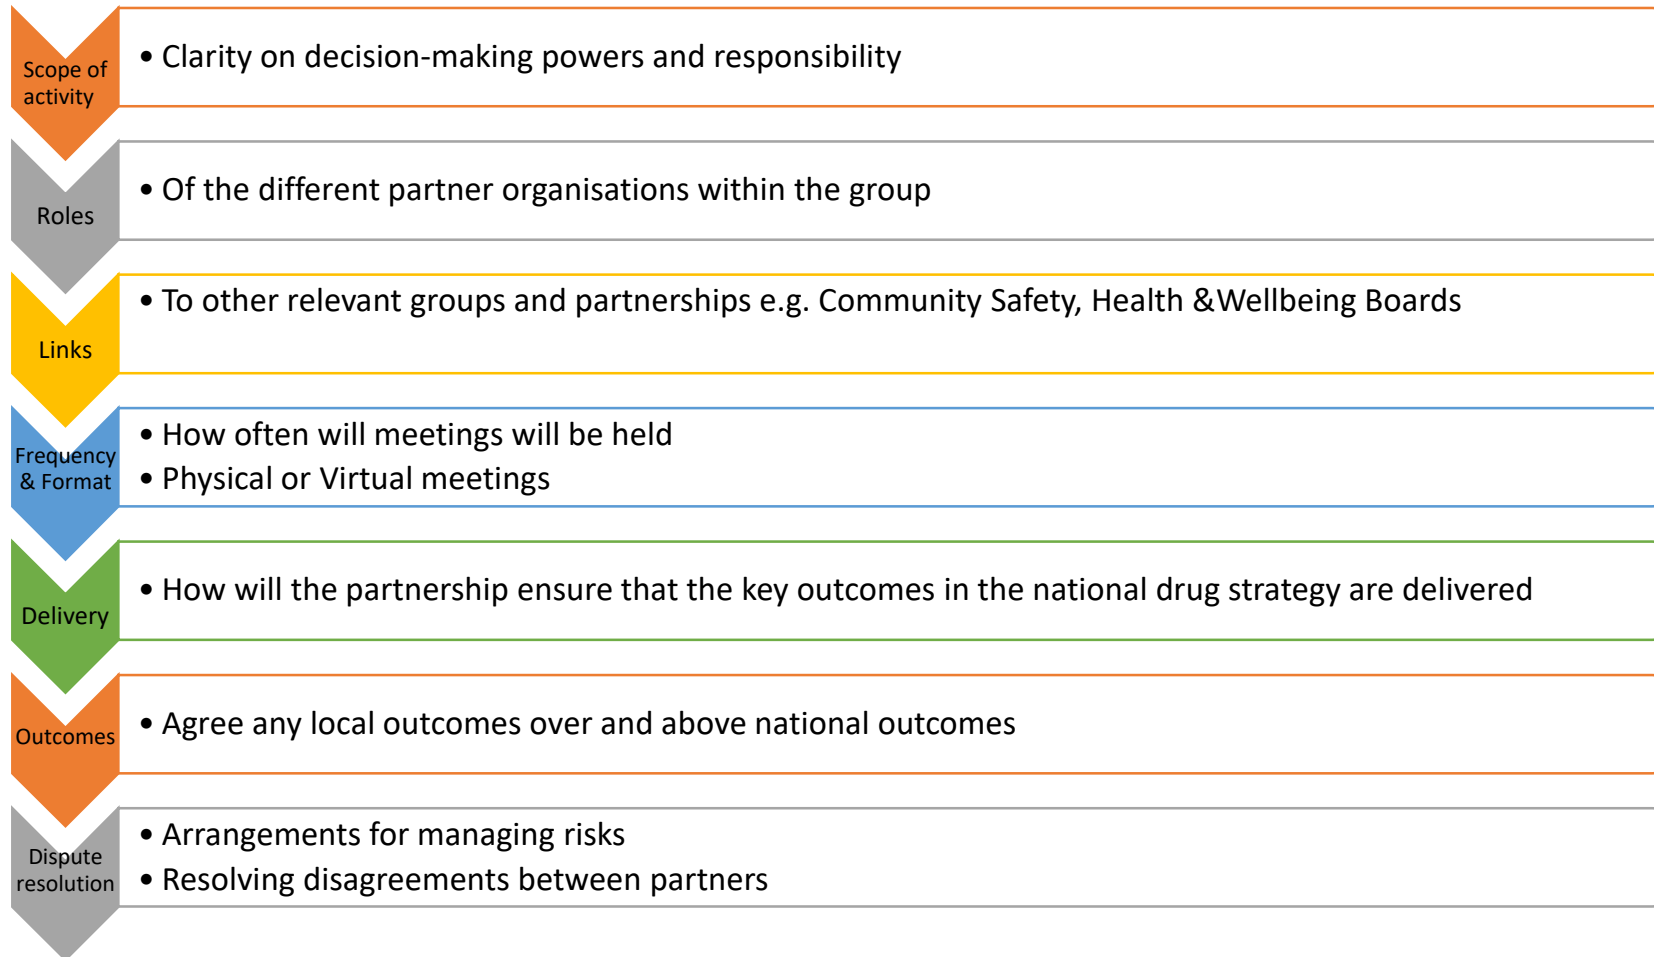 Scope of
activity
• Clarity on decision-making powers and responsibility
Roles
• Of the different partner organisations within the group
Links
• To other relevant groups and partnerships e.g. Community Safety, Health &Wellbeing Boards
Frequency
& Format
• How often will meetings will be held
• Physical or Virtual meetings
Delivery
• How will the partnership ensure that the key outcomes in the national drug strategy are delivered
Outcomes
• Agree any local outcomes over and above national outcomes
Dispute
resolution
• Arrangements for managing risks
• Resolving disagreements between partners